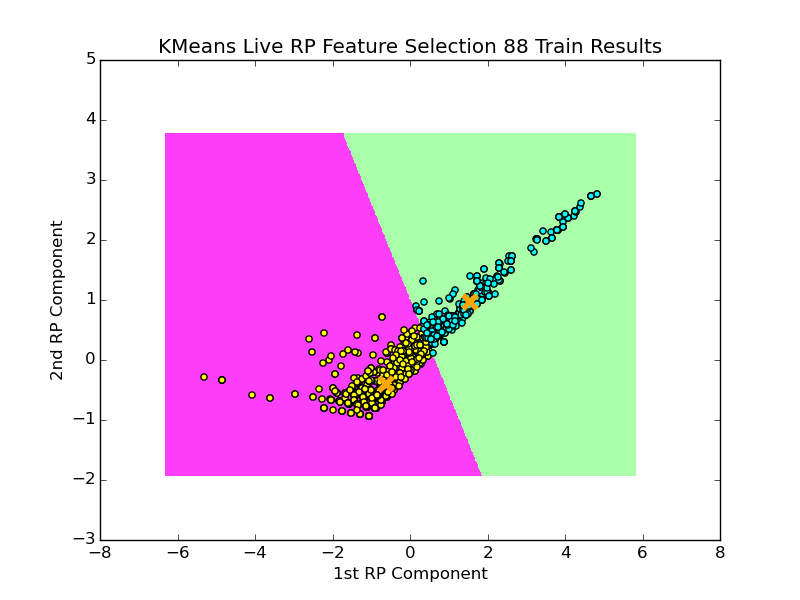 KMeans Live RP Feature Selection 88 Train Results
5
4
3
2
1
0
−1
−2
−3
2nd RP Component
−8 −6 −4 −2 0 2 4 6 8
1st RP Component